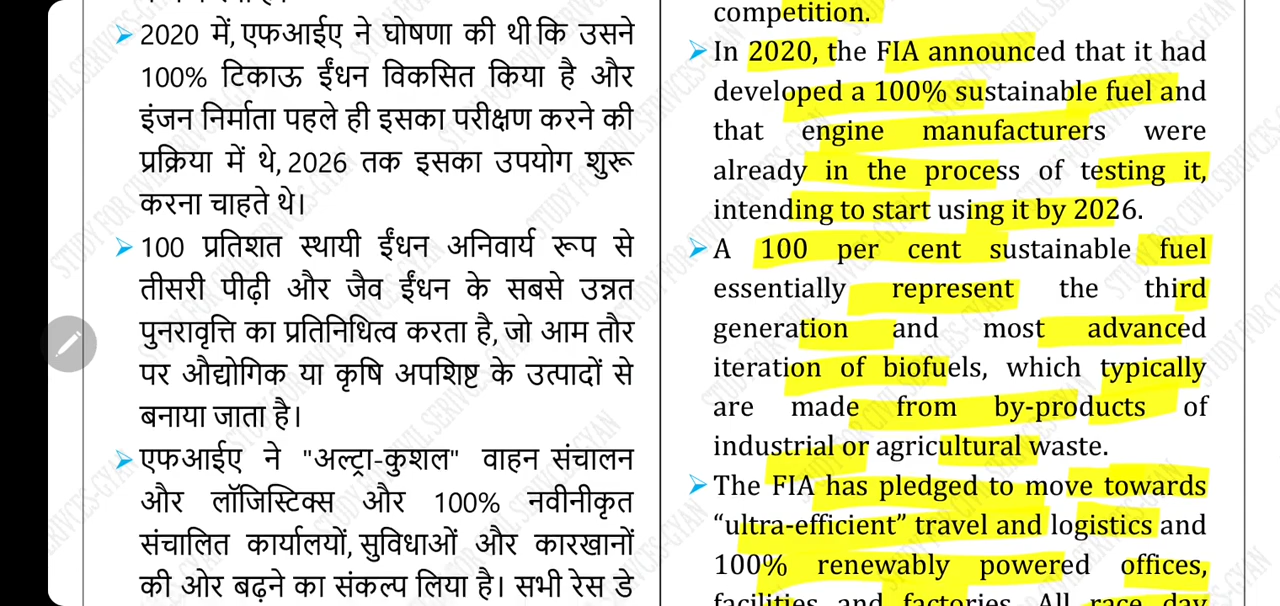 2020 में, एफआईए ने घोषणा की थी कि उसने
100% टिकाऊ ईंधन विकसित किया है और
इंजन निर्माता पहले ही इसका परीक्षण करने की
प्रक्रिया में थे, 2026 तक इसका उपयोग शुरू
करना चाहते थे।
100 प्रतिशत स्थायी ईंधन अनिवार्य रूप से
तीसरी पीढ़ी और जैव ईंधन के सबसे उन्नत
पुनरावृत्ति का प्रतिनिधित्व करता है, जो आम तौर
पर औद्योगिक या कृषि अपशिष्ट के उत्पादों से
बनाया जाता है।
एफआईए ने "अल्ट्रा-कुशल" वाहन संचालन
और लॉजिस्टिक्स और 100% नवीनीकृत
संचालित कार्यालयों, सुविधाओं और कारखानों
की ओर बढ़ने का संकल्प लिया है। सभी रेस डे
competition.
In 2020, the FIA announced that it had
developed a 100% sustainable fuel and
that engine manufacturers were
already in the process of testing it,
intending to start using it by 2026.
A 100 per cent sustainable fuel
essentially represent the third
generation and most advanced
iteration of biofuels, which typically
are made from by-products of
industrial or agricultural waste.
The FIA has pledged to move towards
“ultra-efficient” travel and logistics and
100% renewably powered offices,
facilities and factories. All race day